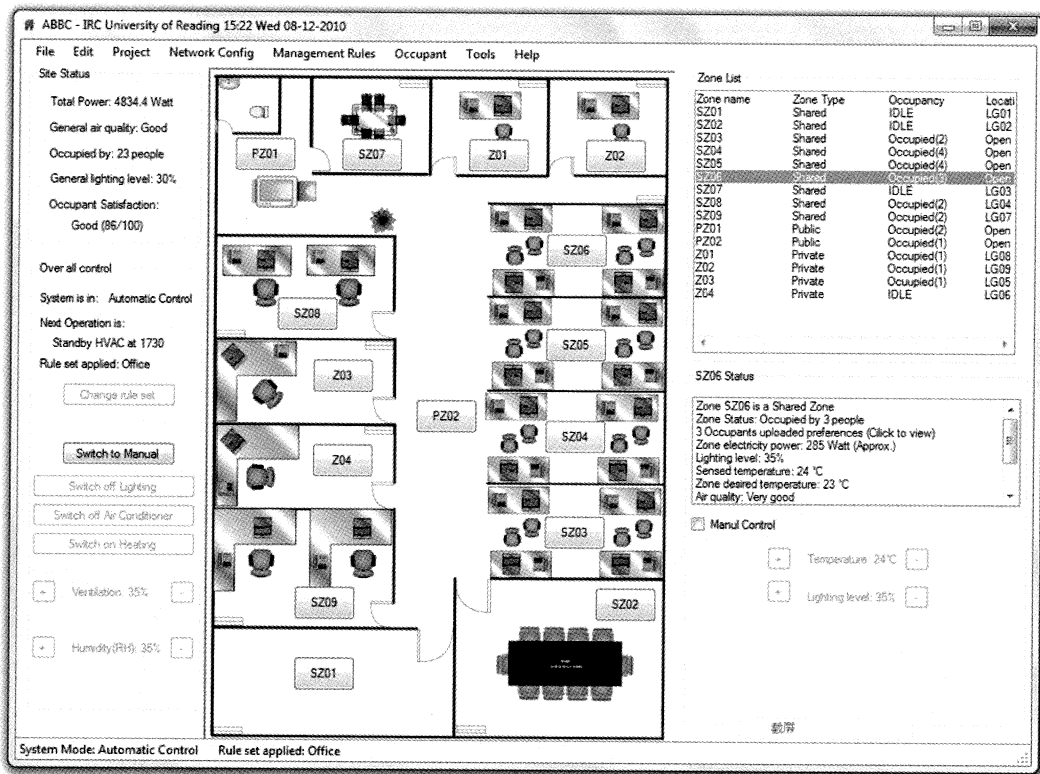 ABBC - IRC University of Reading 15:22 Wed 08-12-2010
File Edit Project Network Config Management Rules Occupant Tools Help
Site Status
Total Power: 4834.4 Watt
General air quality: Good
Occupied by: 23 people
General lighting level: 30%
Occupant Satisfaction:
Good (86/100)
Over all control
System is in: Automatic Control
Next Operation is:
Standby HVAC at 1730
Rule set applied: Office
Change rule set
Switch to Manual
Switch off Lighting
Switch off Air Conditioner
Switch on Heating
+ Ventilation: 35% -
+ Humidity(RH): 35% -
PZ01
SZ07
Z01
Z02
SZ06
SZ08
SZ05
Z03
PZ02
SZ04
Z04
SZ03
SZ09
SZ02
SZ01
Zone List
Zone name Zone Type Occupancy Locati
SZ01 Shared IDLE LG01
SZ02 Shared IDLE LG02
SZ03 Shared Occupied(2) Open
SZ04 Shared Occupied(4) Open
SZ05 Shared Occupied(4) Open
SZ06 Shared Occupied(3) Open
SZ07 Shared IDLE LG03
SZ08 Shared Occupied(2) LG04
SZ09 Shared Occupied(2) LG07
PZ01 Public Occupied(2) Open
PZ02 Public Occupied(1) Open
Z01 Private Occupied(1) LG08
Z02 Private Occupied(1) LG09
Z03 Private Occupied(1) LG05
Z04 Private IDLE LG06
SZ06 Status
Zone SZ06 is a Shared Zone
Zone Status: Occupied by 3 people
3 Occupants uploaded preferences (Click to view)
Zone electricity power: 285 Watt (Approx.)
Lighting level: 35%
Sensed temperature: 24 °C
Zone desired temperature: 23 °C
Air quality: Very good
Manul Control
+ Temperature: 24°C -
+ Lighting level: 35% -
System Mode: Automatic Control Rule set applied: Office